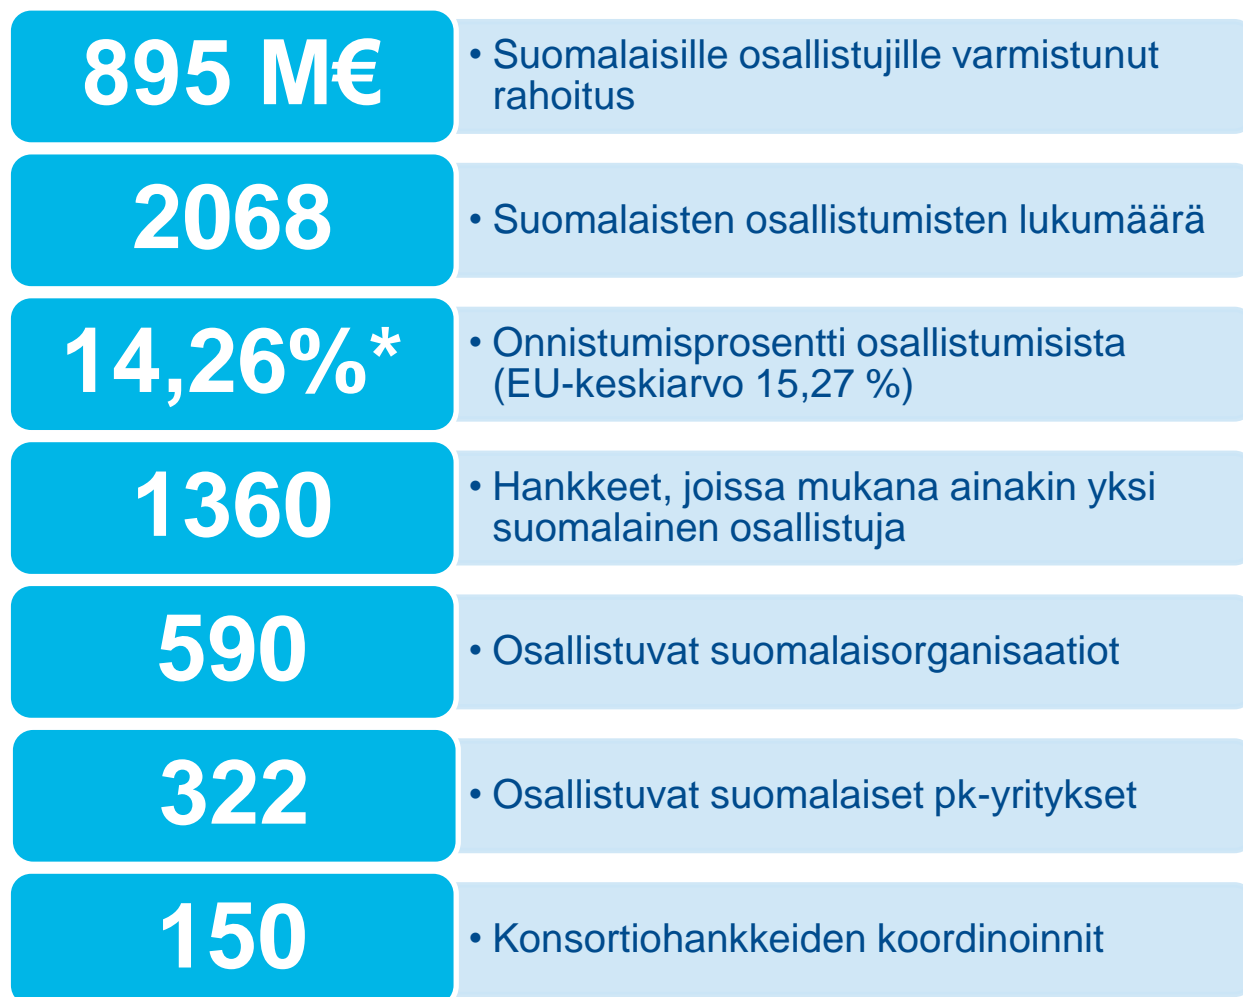 895 M€
• Suomalaisille osallistujille varmistunut
rahoitus
2068
• Suomalaisten osallistumisten lukumäärä
14,26%*
• Onnistumisprosentti osallistumisista
(EU-keskiarvo 15,27 %)
1360
• Hankkeet, joissa mukana ainakin yksi
suomalainen osallistuja
590
• Osallistuvat suomalaisorganisaatiot
322
• Osallistuvat suomalaiset pk-yritykset
150
• Konsortiohankkeiden koordinoinnit